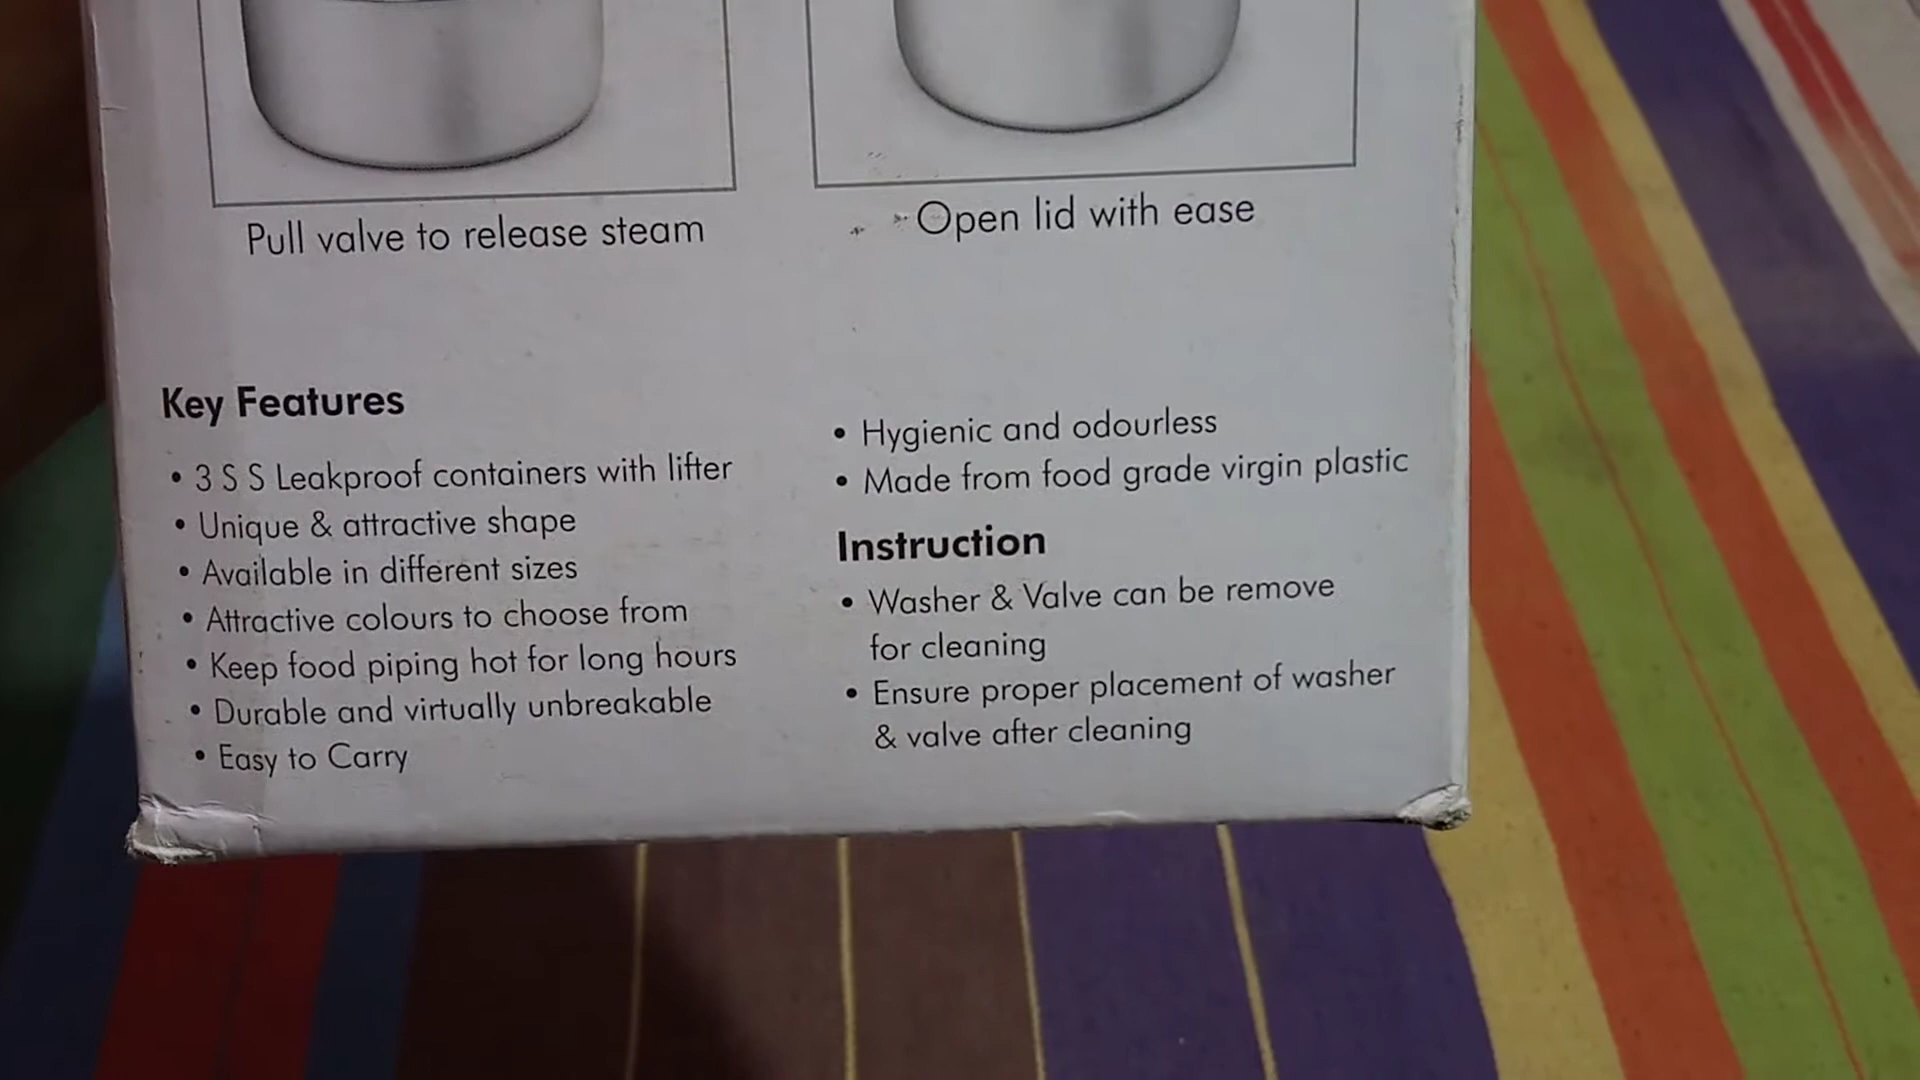 Pull valve to release steam
Open lid with ease
Key Features
• 3 S S Leakproof containers with lifter
• Unique & attractive shape
• Available in different sizes
• Attractive colours to choose from
• Keep food piping hot for long hours
• Durable and virtually unbreakable
• Easy to Carry
• Hygienic and odourless
• Made from food grade virgin plastic
Instruction
• Washer & Valve can be remove
for cleaning
• Ensure proper placement of washer
& valve after cleaning